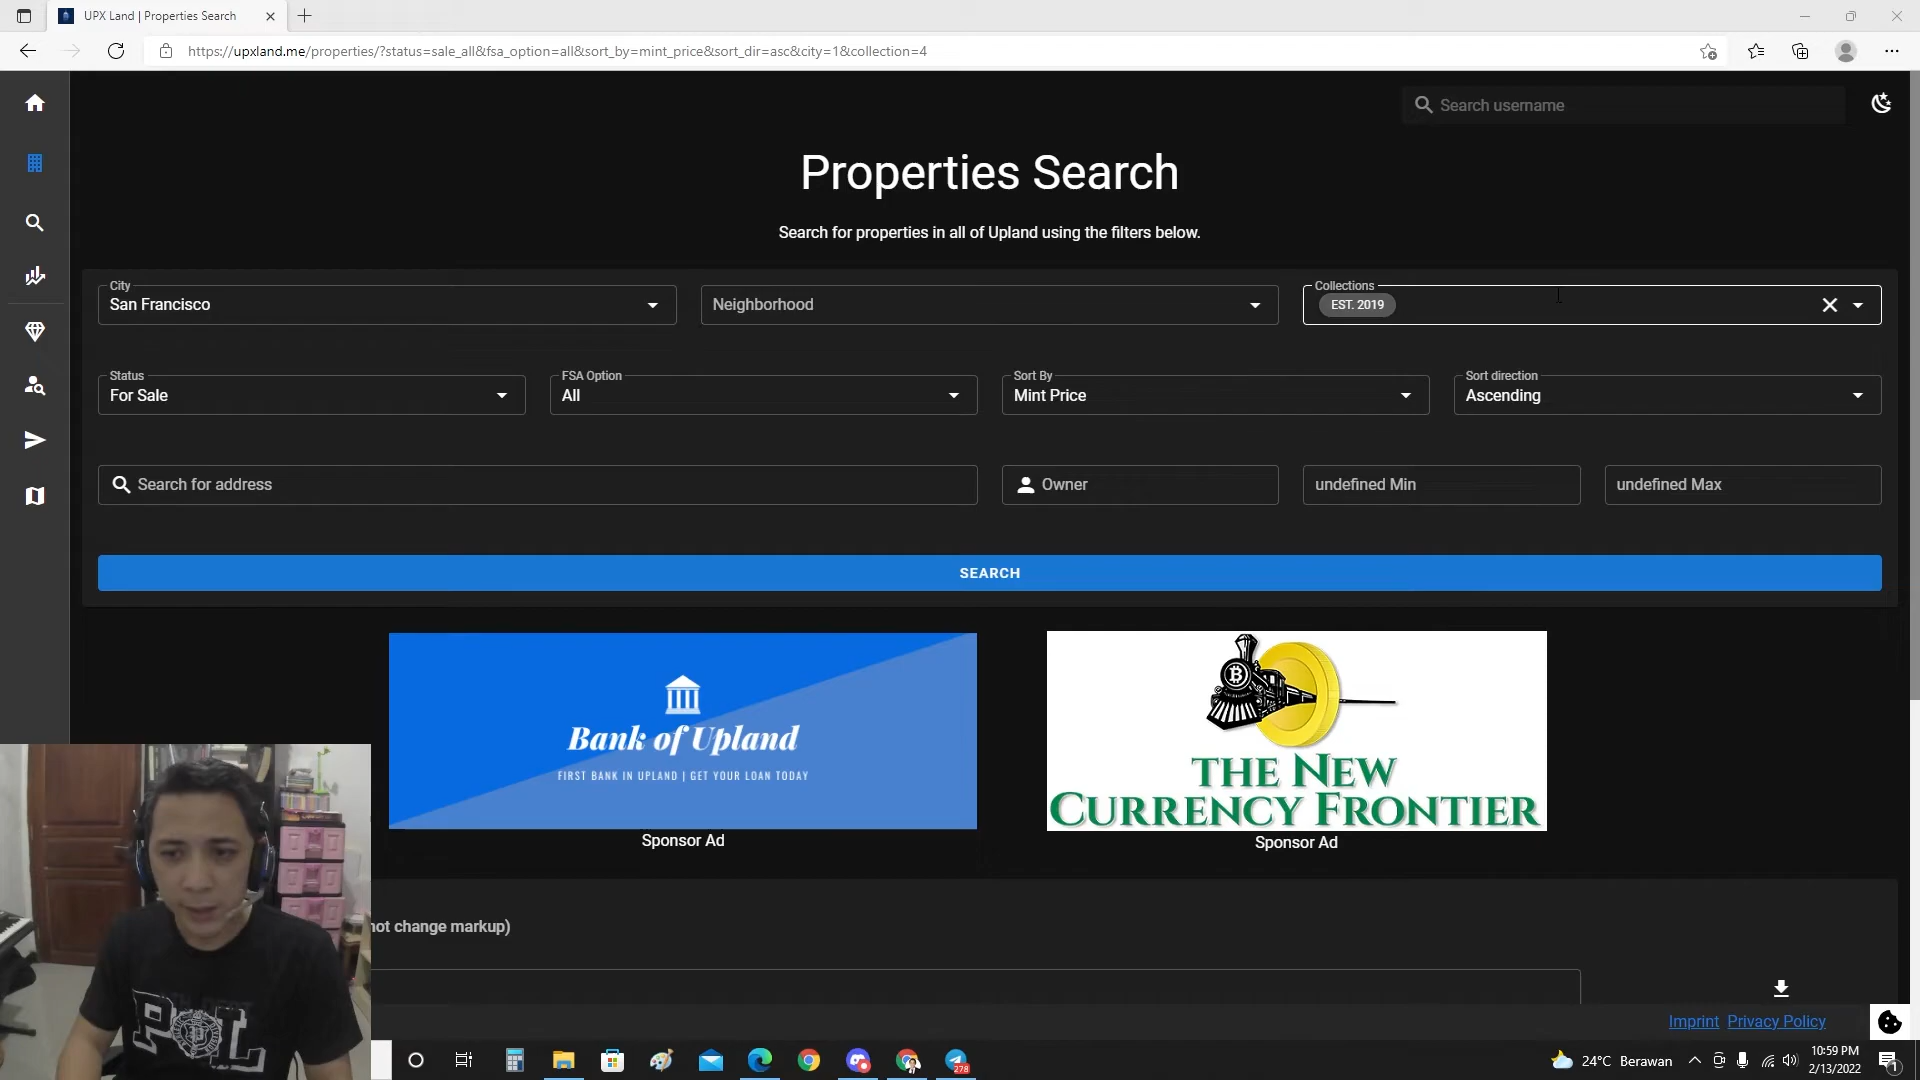 UPX Land | Properties Search
https://upxland.me/properties/?status=sale_all&fsa_option=all&sort_by=mint_price&sort_dir=asc&city=1&collection=4
Search username
Properties Search
Search for properties in all of Upland using the filters below.
City
San Francisco
Neighborhood
Collections
EST. 2019
Status
For Sale
FSA Option
All
Sort By
Mint Price
Sort direction
Ascending
Search for address
Owner
undefined Min
undefined Max
SEARCH
Bank of Upland
FIRST BANK IN UPLAND | GET YOUR LOAN TODAY
Sponsor Ad
THE NEW
CURRENCY FRONTIER
Sponsor Ad
not change markup)
Imprint Privacy Policy
278
24°C Berawan
10:59 PM
2/13/2022
1